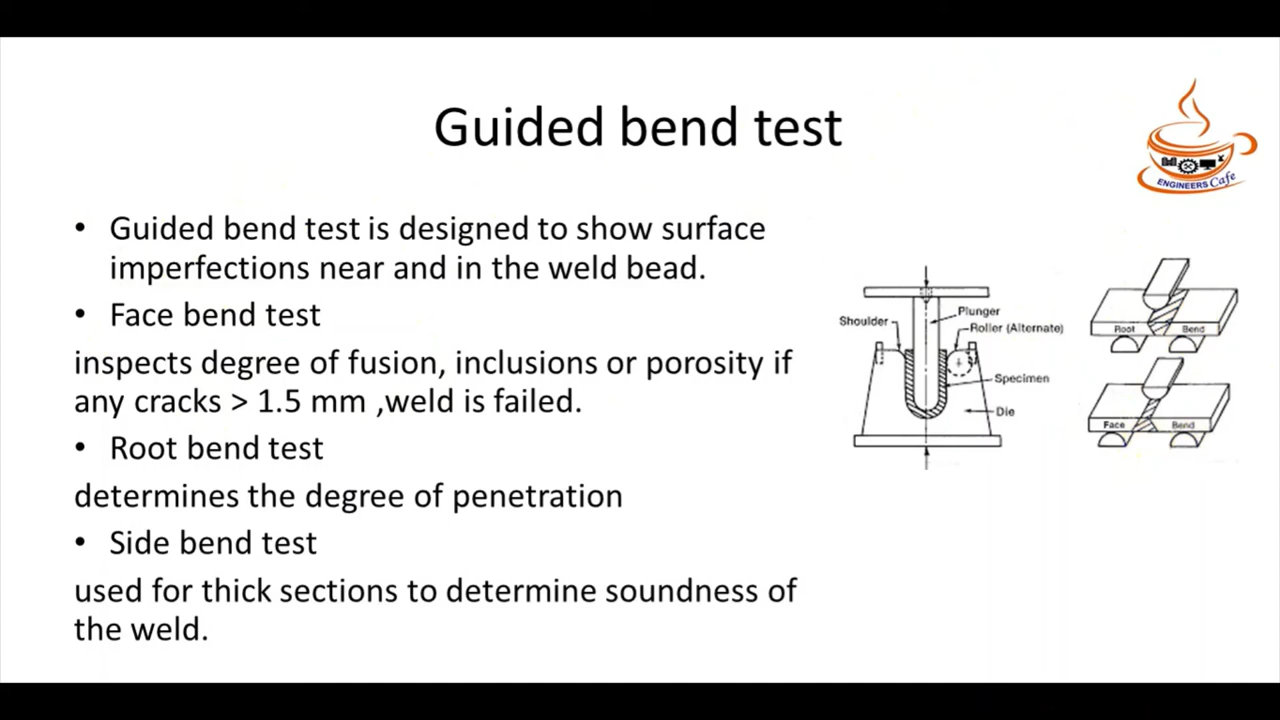 Guided bend test
ENGINEERS Cafe
• Guided bend test is designed to show surface
imperfections near and in the weld bead.
• Face bend test
inspects degree of fusion, inclusions or porosity if
any cracks > 1.5 mm ,weld is failed.
• Root bend test
determines the degree of penetration
• Side bend test
used for thick sections to determine soundness of
the weld.
Shoulder
Plunger
Roller (Alternate)
Specimen
Die
Root Bend
Face Bend